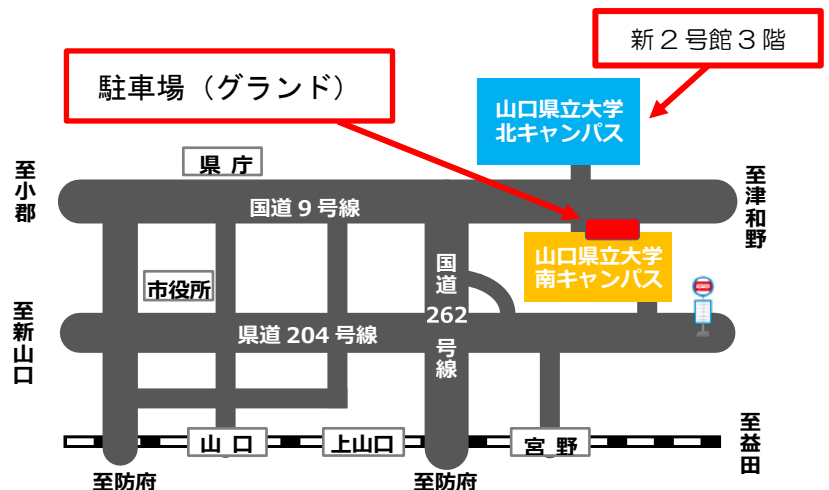 新２号館３階
駐車場（グランド）
山口県立大学
北キャンパス
県 庁
至小郡
至津和野
国道 9 号線
山口県立大学
南キャンパス
国道 262 号線
市役所
至新山口
県道 204 号線
山 口
上山口
宮 野
至益田
至防府
至防府